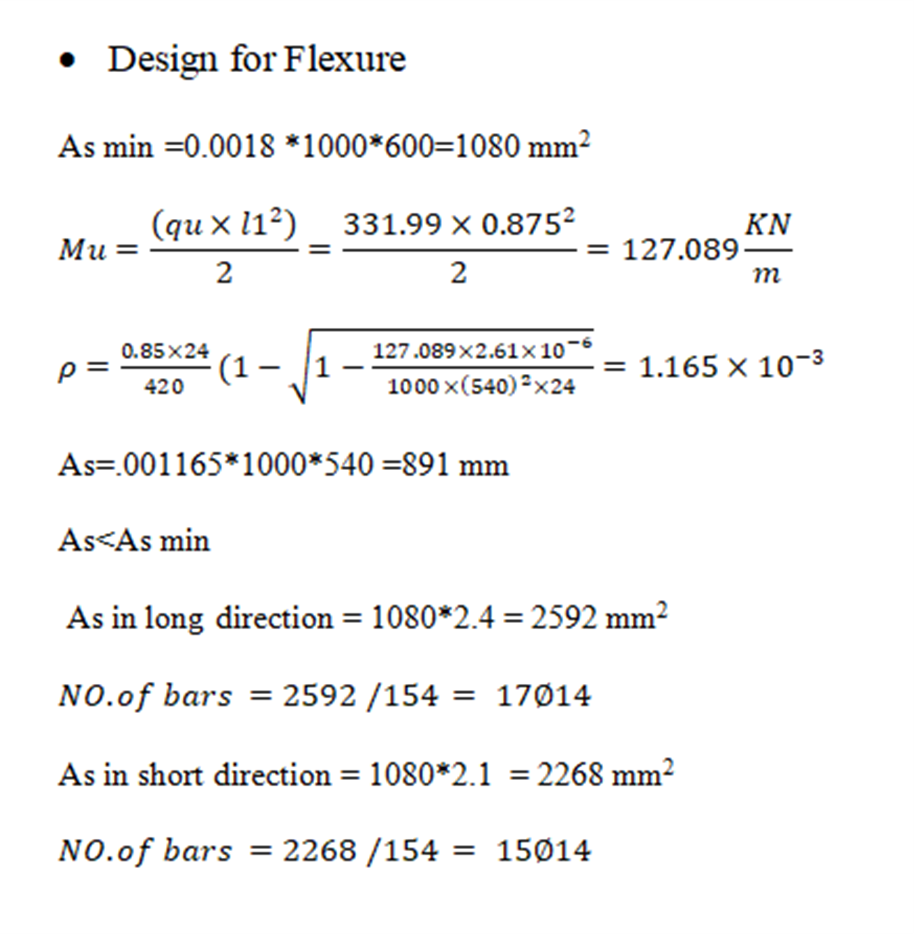 • Design for Flexure
As min =0.0018 *1000*600=1080 mm²
Mu = (qu × l1²)/2 = 331.99 × 0.875²/2 = 127.089 KN/m
ρ = 0.85×24/420 (1 − √(1 − 127.089×2.61×10⁻⁶/1000×(540)²×24) = 1.165 × 10⁻³
As=.001165*1000*540 =891 mm
As<As min
As in long direction = 1080*2.4 = 2592 mm²
NO.of bars = 2592 /154 = 17Ø14
As in short direction = 1080*2.1 = 2268 mm²
NO.of bars = 2268 /154 = 15Ø14